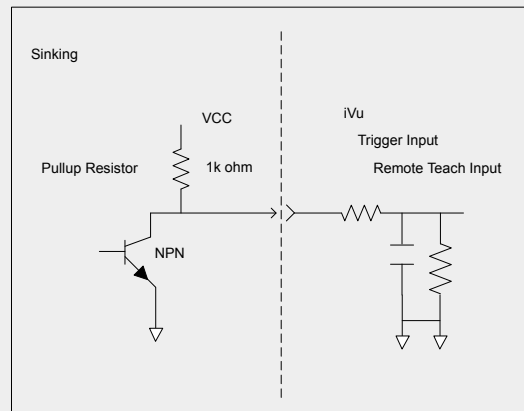 Sinking
VCC
Pullup Resistor
1k ohm
NPN
iVu
Trigger Input
Remote Teach Input